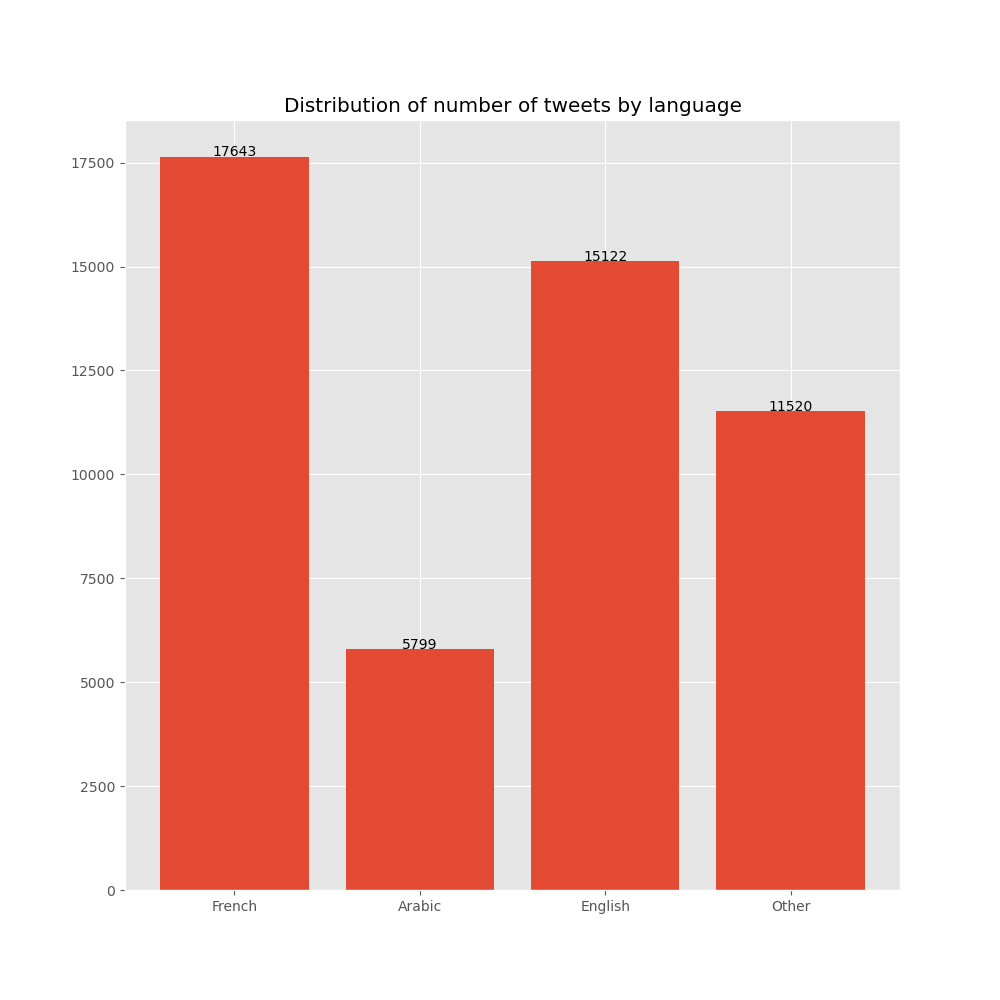 Distribution of number of tweets by language
17643
17500
15122
15000
12500
11520
10000
7500
5799
5000
2500
0
French
Arabic
English
Other